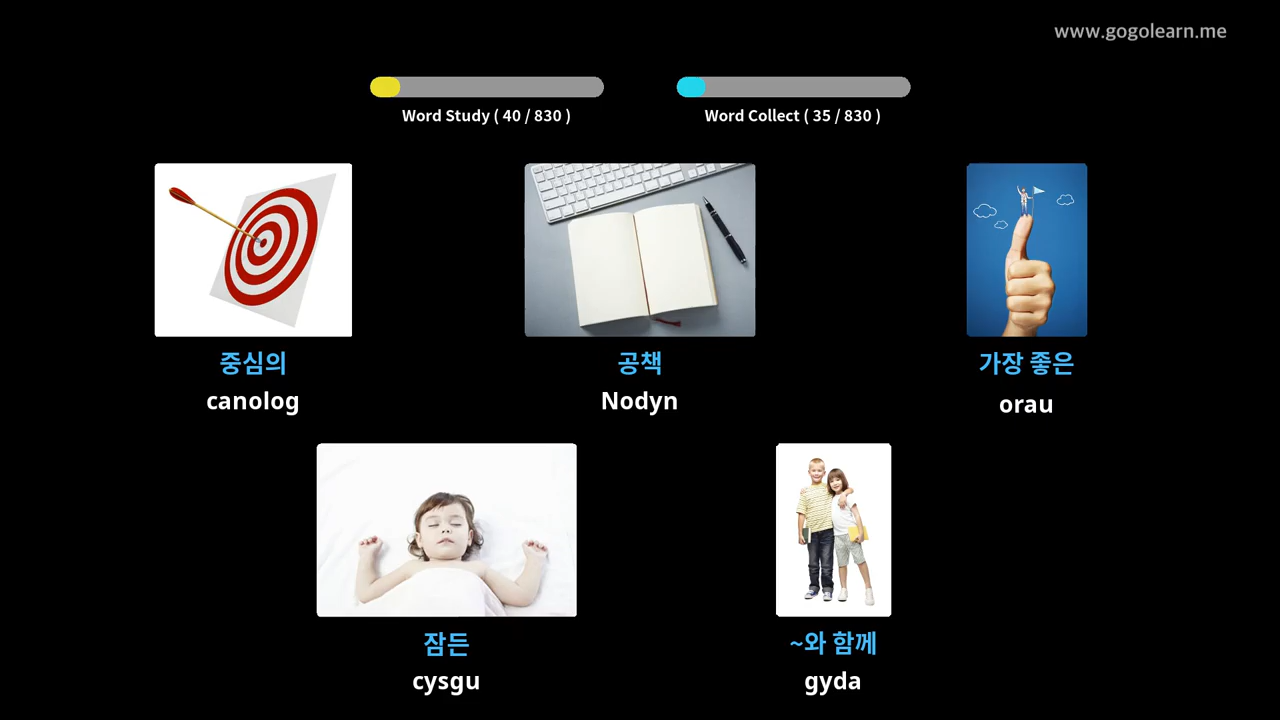 www.gogolearn.me
Word Study ( 40 / 830 )
Word Collect ( 35 / 830 )
중심의
canolog
공책
Nodyn
가장 좋은
orau
잠든
cysgu
~와 함께
gyda